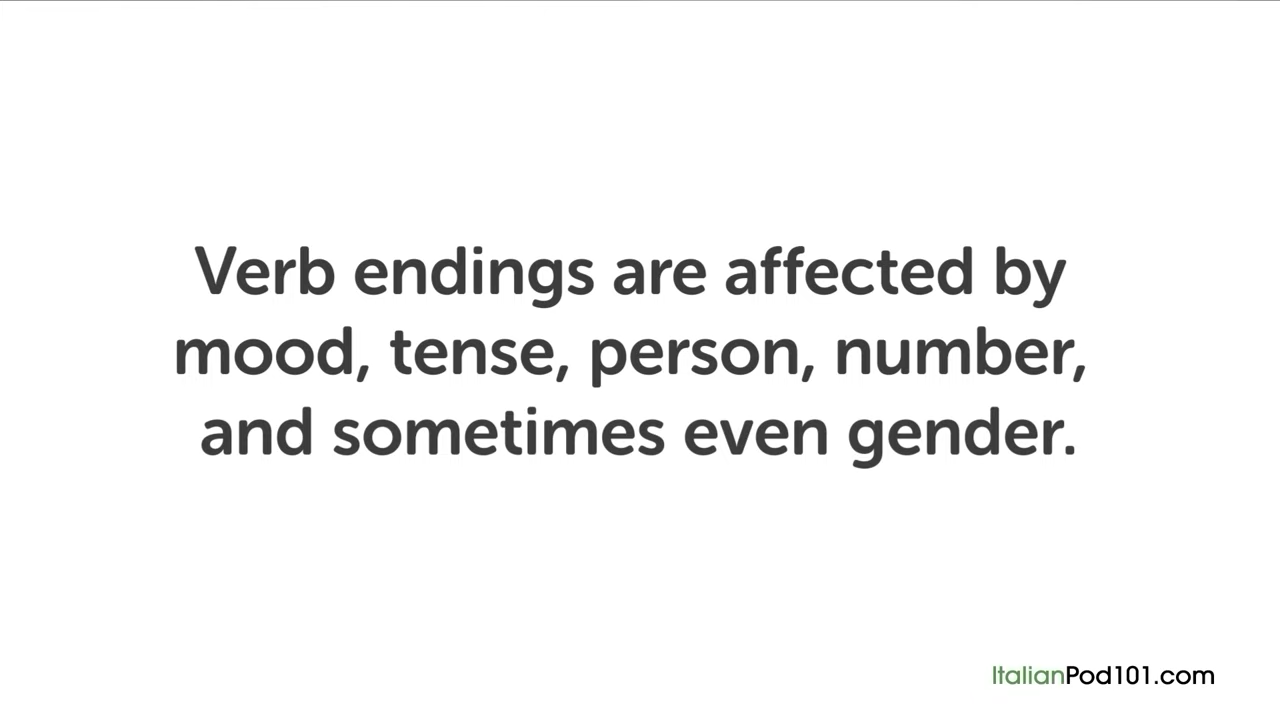 Verb endings are affected by
mood, tense, person, number,
and sometimes even gender.
ItalianPod101.com